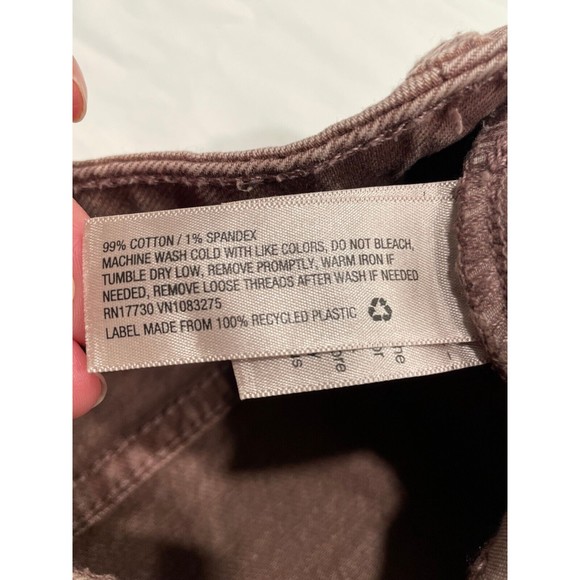 99% COTTON / 1% SPANDEX
MACHINE WASH COLD WITH LIKE COLORS, DO NOT BLEACH,
TUMBLE DRY LOW, REMOVE PROMPTLY, WARM IRON IF
NEEDED, REMOVE LOOSE THREADS AFTER WASH IF NEEDED
RN17730 VN1083275
LABEL MADE FROM 100% RECYCLED PLASTIC